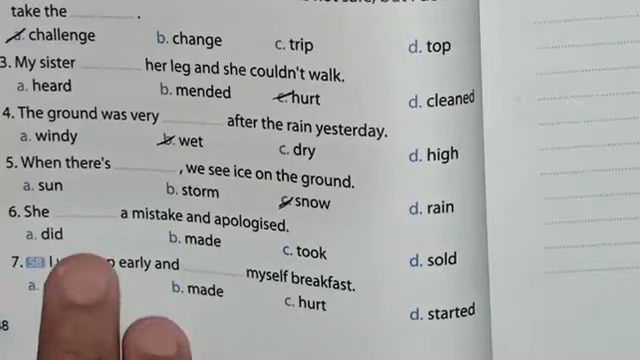 take the ............ .
a. challenge b. change c. trip d. top
3. My sister ............ her leg and she couldn't walk.
a. heard b. mended c. hurt d. cleaned
4. The ground was very ............ after the rain yesterday.
a. windy b. wet c. dry d. high
5. When there's ............ , we see ice on the ground.
a. sun b. storm c. snow d. rain
6. She ............ a mistake and apologised.
a. did b. made c. took d. sold
7. SB I early and ............ myself breakfast.
a. b. made c. hurt d. started
8